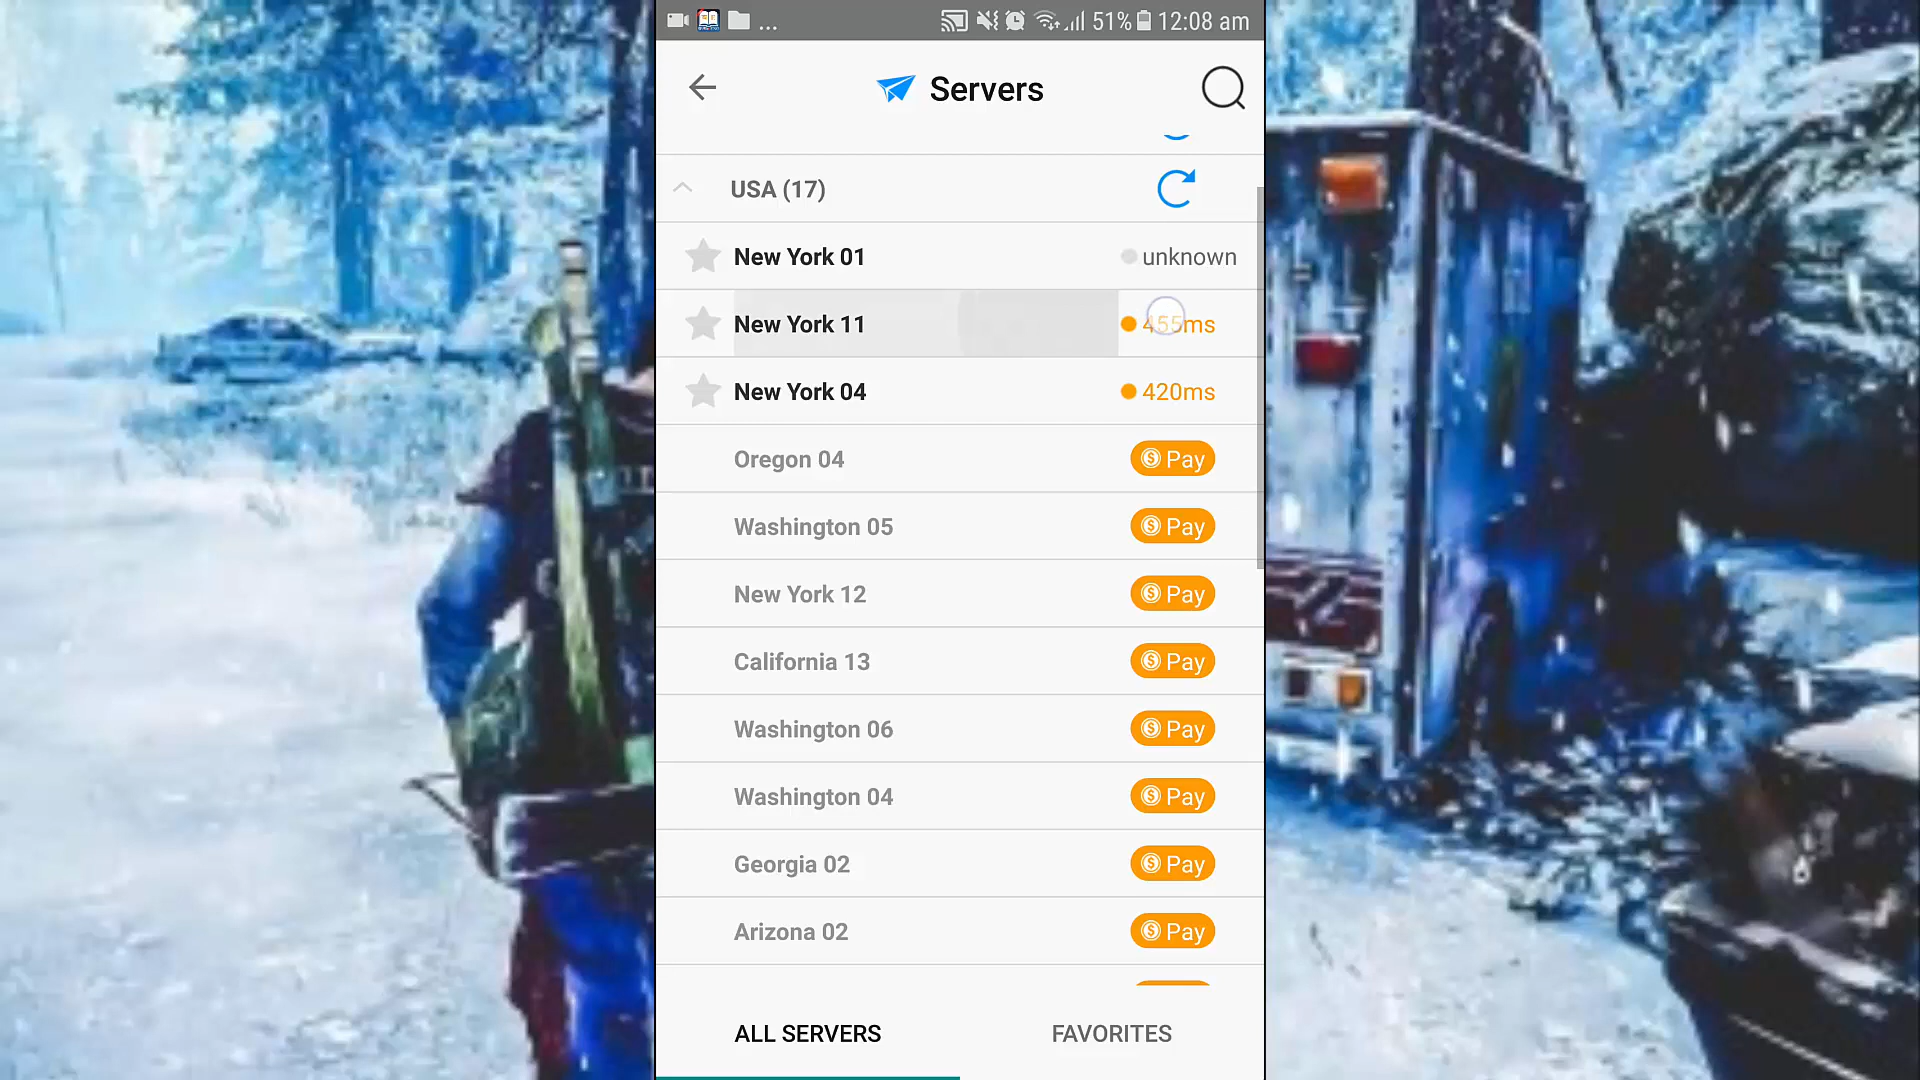 ... 51% 12:08 am
Servers
USA (17)
New York 01 unknown
New York 11 455ms
New York 04 420ms
Oregon 04 Pay
Washington 05 Pay
New York 12 Pay
California 13 Pay
Washington 06 Pay
Washington 04 Pay
Georgia 02 Pay
Arizona 02 Pay
ALL SERVERS FAVORITES